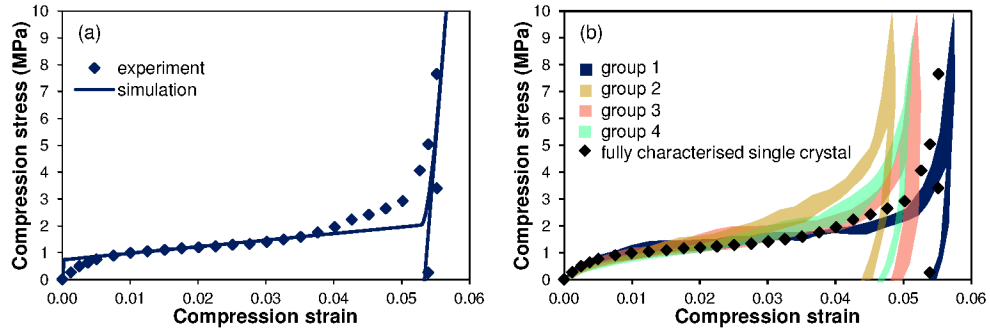 (a)
experiment
simulation
Compression stress (MPa)
10
9
8
7
6
5
4
3
2
1
0
0.00 0.01 0.02 0.03 0.04 0.05 0.06
Compression strain
(b)
group 1
group 2
group 3
group 4
fully characterised single crystal
Compression stress (MPa)
10
9
8
7
6
5
4
3
2
1
0
0.00 0.01 0.02 0.03 0.04 0.05 0.06
Compression strain